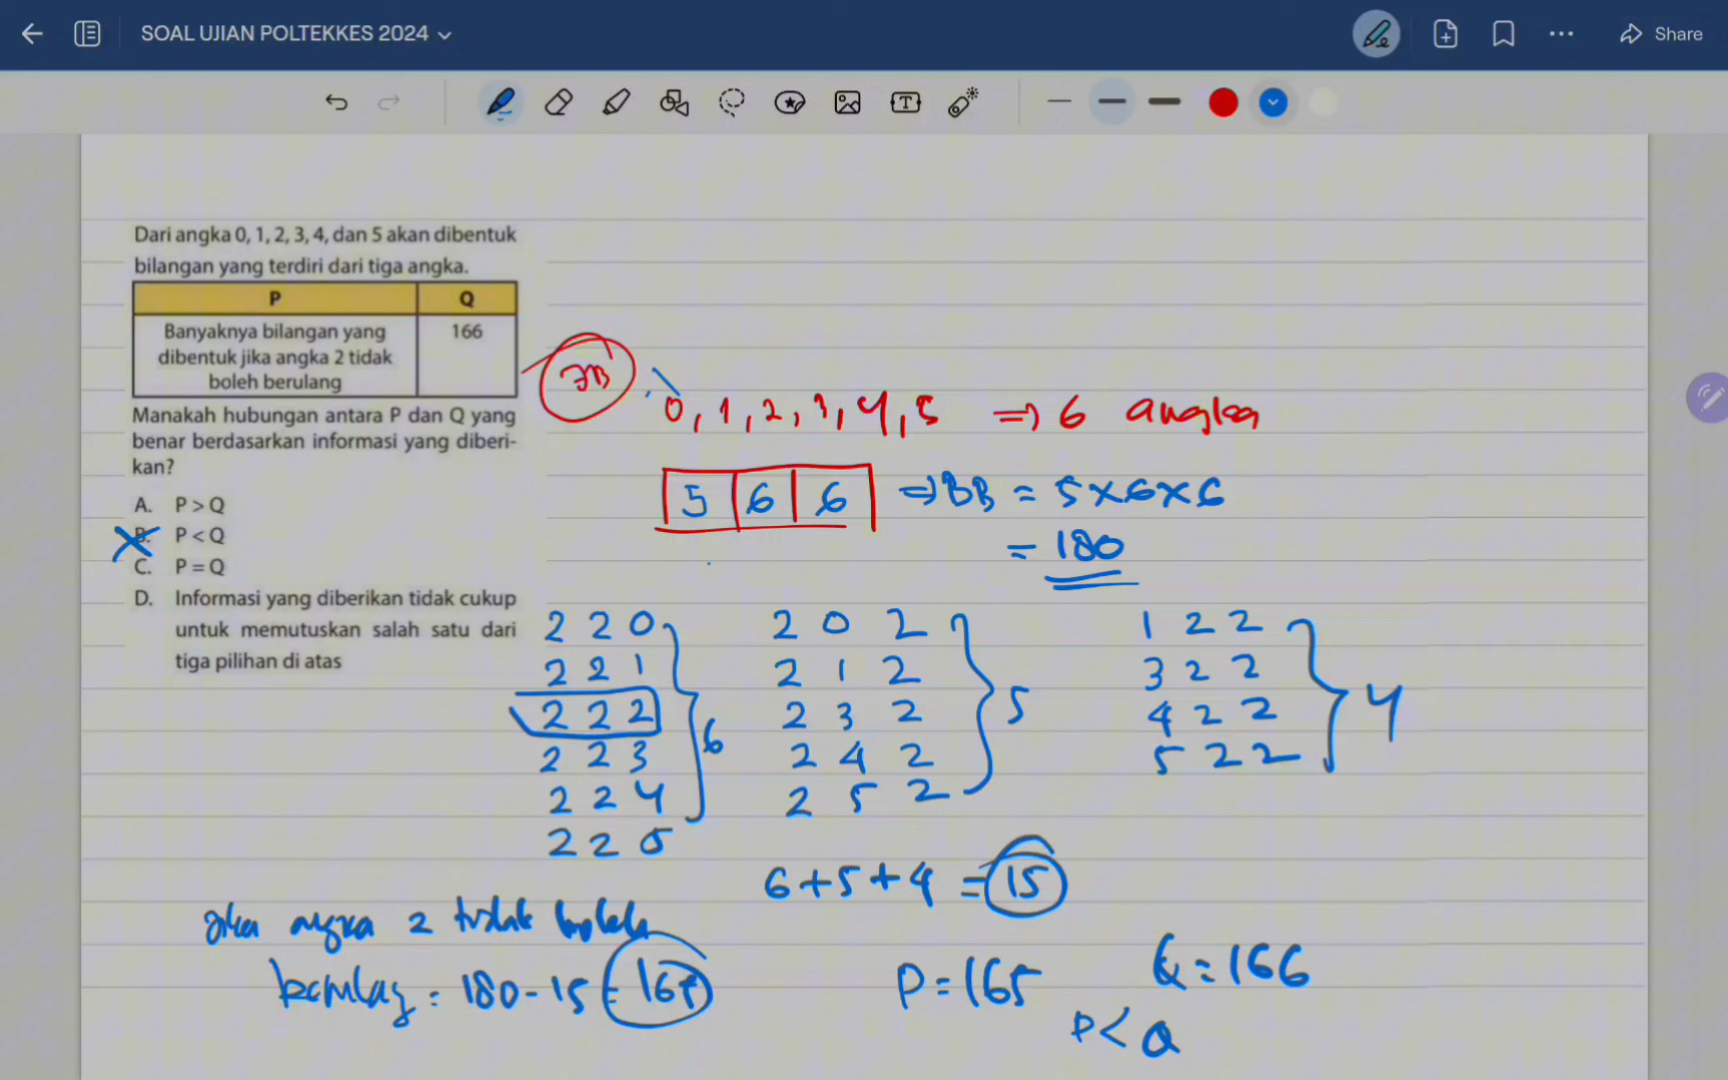 SOAL UJIAN POLTEKKES 2024
Share
Dari angka 0, 1, 2, 3, 4, dan 5 akan dibentuk
bilangan yang terdiri dari tiga angka.
P Q
Banyaknya bilangan yang 166
dibentuk jika angka 2 tidak
boleh berulang
Manakah hubungan antara P dan Q yang
benar berdasarkan informasi yang diberi-
kan?
A. P > Q
B. P < Q
C. P = Q
D. Informasi yang diberikan tidak cukup
untuk memutuskan salah satu dari
tiga pilihan di atas
0, 1, 2, 3, 4, 5 => 6 angka
5 6 6 => BB = 5 x 6 x 6
= 180
2 2 0
2 2 1
2 2 2
2 2 3
2 2 4
2 2 5
6
2 0 2
2 1 2
2 3 2
2 4 2
2 5 2
5
1 2 2
3 2 2
4 2 2
5 2 2
4
6 + 5 + 4 = 15
jika angka 2 tidak boleh
berulang = 180 - 15 = 165
P = 165 Q = 166
P < Q